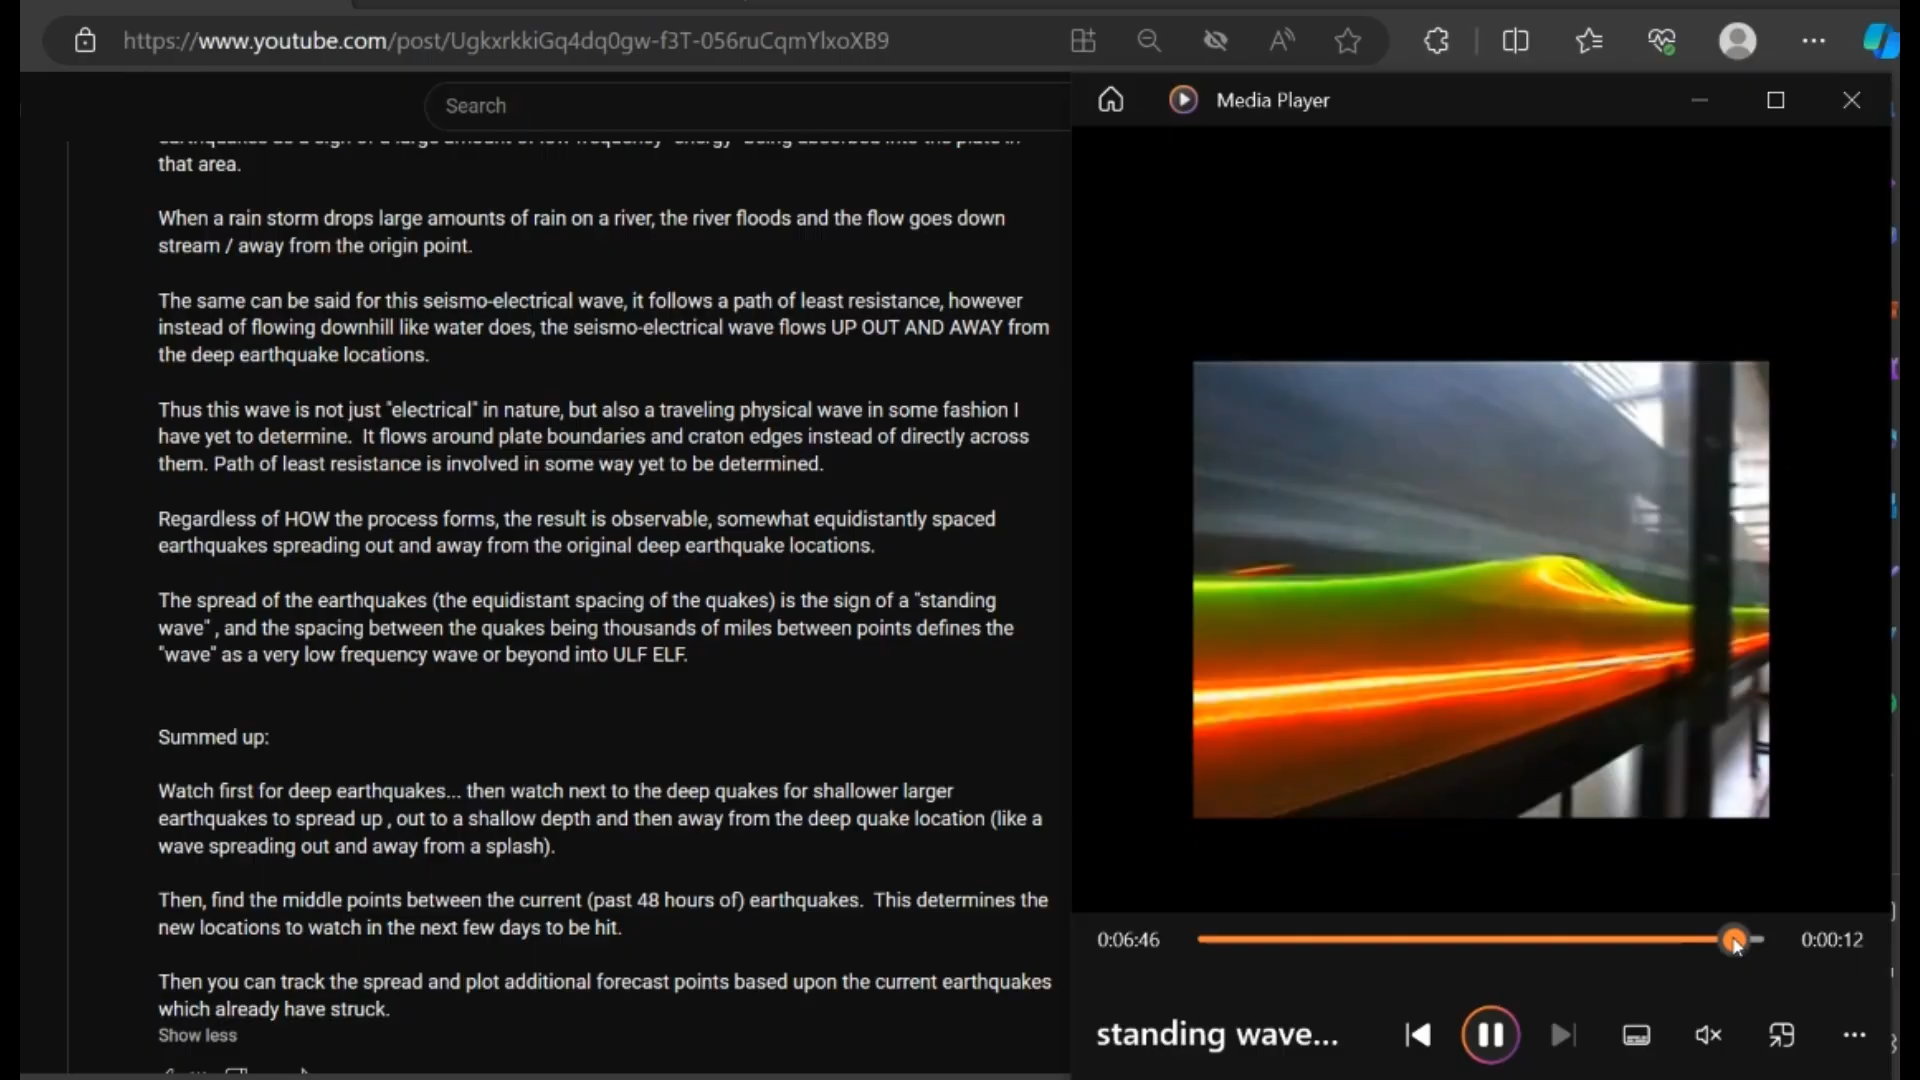 https://www.youtube.com/post/UgkxrkkiGq4dq0gw-f3T-056ruCqmYlxoXB9
Search
Media Player
that area.
When a rain storm drops large amounts of rain on a river, the river floods and the flow goes down
stream / away from the origin point.
The same can be said for this seismo-electrical wave, it follows a path of least resistance, however
instead of flowing downhill like water does, the seismo-electrical wave flows UP OUT AND AWAY from
the deep earthquake locations.
Thus this wave is not just "electrical" in nature, but also a traveling physical wave in some fashion I
have yet to determine.  It flows around plate boundaries and craton edges instead of directly across
them. Path of least resistance is involved in some way yet to be determined.
Regardless of HOW the process forms, the result is observable, somewhat equidistantly spaced
earthquakes spreading out and away from the original deep earthquake locations.
The spread of the earthquakes (the equidistant spacing of the quakes) is the sign of a "standing
wave" , and the spacing between the quakes being thousands of miles between points defines the
"wave" as a very low frequency wave or beyond into ULF ELF.
Summed up:
Watch first for deep earthquakes... then watch next to the deep quakes for shallower larger
earthquakes to spread up , out to a shallow depth and then away from the deep quake location (like a
wave spreading out and away from a splash).
Then, find the middle points between the current (past 48 hours of) earthquakes.  This determines the
new locations to watch in the next few days to be hit.
Then you can track the spread and plot additional forecast points based upon the current earthquakes
which already have struck.
Show less
0:06:46
0:00:12
standing wave...